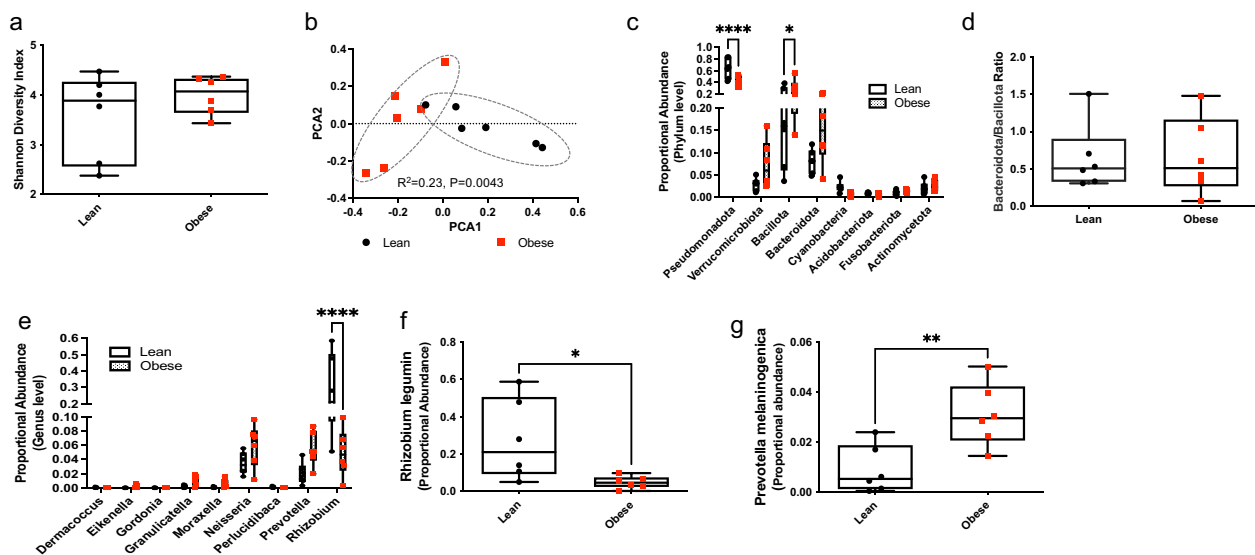 a
Shannon Diversity Index
5
4
3
2
Lean
Obese
b
PCA2
0.4
0.2
0.0
-0.2
-0.4
R²=0.23, P=0.0043
-0.4 -0.2 0.0 0.2 0.4 0.6
PCA1
Lean
Obese
c
Proportional Abundance
(Phylum level)
1.0
0.8
0.6
0.4
0.2
0.20
0.15
0.10
0.05
0.00
**** *
Lean
Obese
Pseudomonadota
Verrucomicrobiota
Bacillota
Bacteroidota
Cyanobacteria
Acidobacteriota
Fusobacteriota
Actinomycetota
d
Bacteroidota/Bacillota Ratio
2.0
1.5
1.0
0.5
0.0
Lean Obese
e
Proportional Abundance
(Genus level)
0.6
0.5
0.4
0.3
0.2
0.10
0.08
0.06
0.04
0.02
0.00
****
Lean
Obese
Dermacoccus
Eikenella
Gordonia
Granulicatella
Moraxella
Neisseria
Perlucidibaca
Prevotella
Rhizobium
f
Rhizobium legumin
(Proportional Abundance)
0.8
0.6
0.4
0.2
0.0
*
Lean
Obese
g
Prevotella melaninogenica
(Proportional abundance)
0.06
0.04
0.02
0.00
**
Lean
Obese